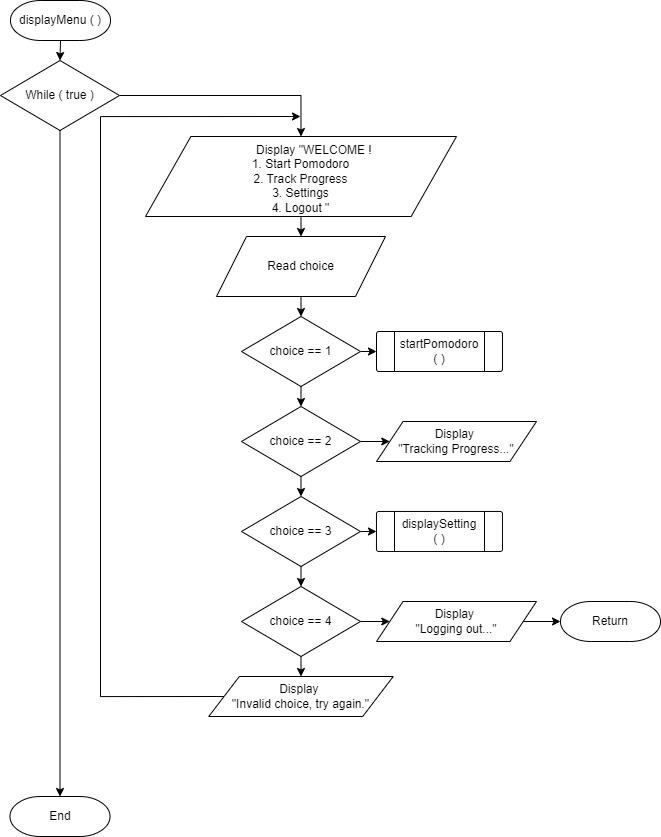 displayMenu ( )
While ( true )
Display "WELCOME !
1. Start Pomodoro
2. Track Progress
3. Settings
4. Logout "
Read choice
choice == 1
startPomodoro
( )
choice == 2
Display
"Tracking Progress..."
choice == 3
displaySetting
( )
choice == 4
Display
"Logging out..."
Return
Display
"Invalid choice, try again."
End